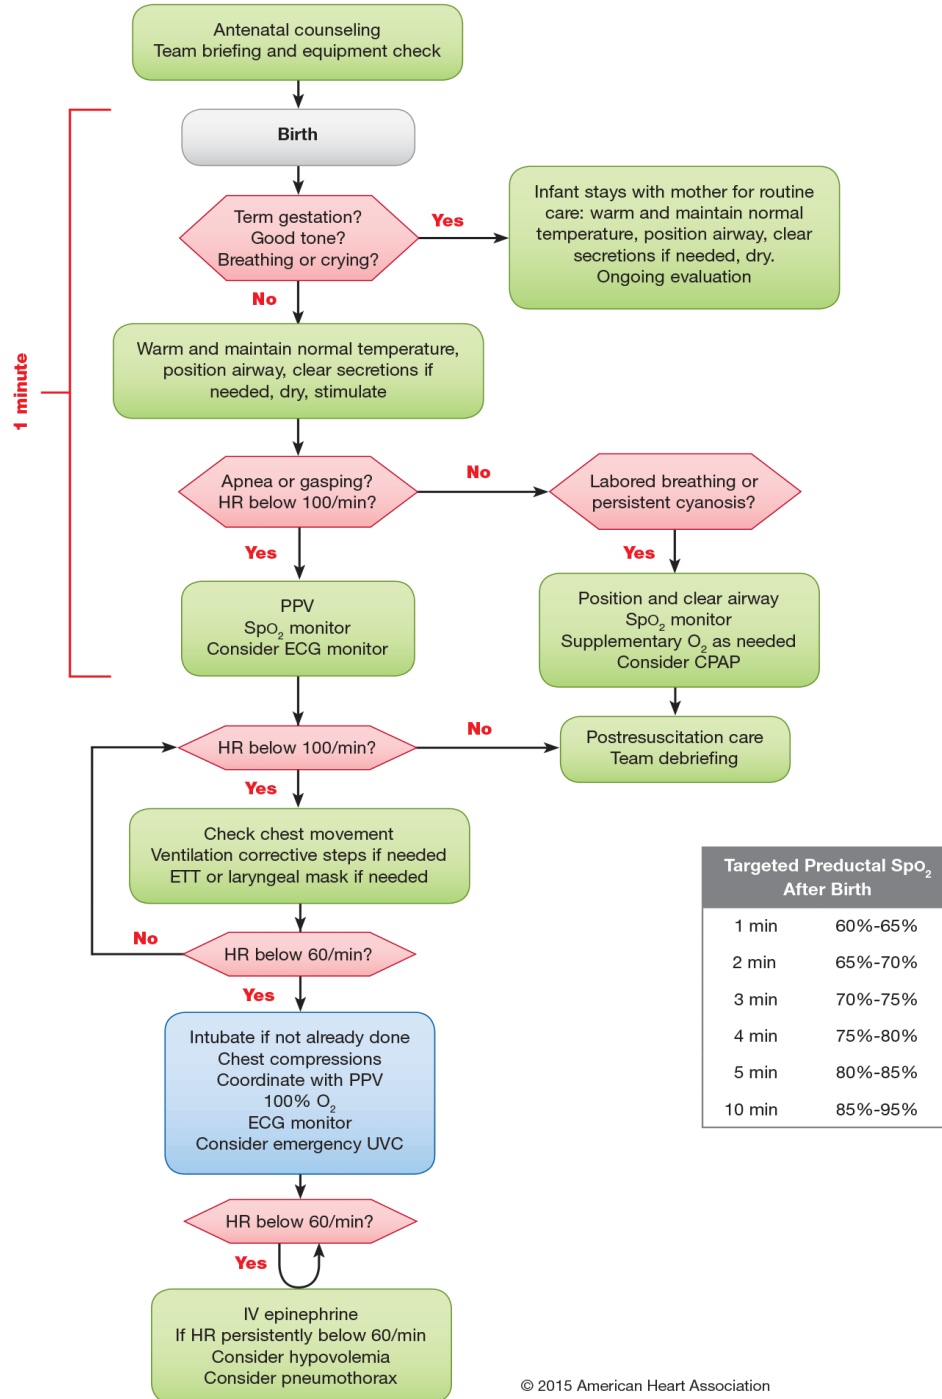 Antenatal counseling
Team briefing and equipment check
Birth
Term gestation?
Good tone?
Breathing or crying?
Yes
Infant stays with mother for routine
care: warm and maintain normal
temperature, position airway, clear
secretions if needed, dry.
Ongoing evaluation
No
1 minute
Warm and maintain normal temperature,
position airway, clear secretions if
needed, dry, stimulate
Apnea or gasping?
HR below 100/min?
No
Labored breathing or
persistent cyanosis?
Yes
Yes
PPV
SpO₂ monitor
Consider ECG monitor
Position and clear airway
SpO₂ monitor
Supplementary O₂ as needed
Consider CPAP
HR below 100/min?
No
Postresuscitation care
Team debriefing
Yes
Check chest movement
Ventilation corrective steps if needed
ETT or laryngeal mask if needed
No
HR below 60/min?
Yes
Intubate if not already done
Chest compressions
Coordinate with PPV
100% O₂
ECG monitor
Consider emergency UVC
HR below 60/min?
Yes
IV epinephrine
If HR persistently below 60/min
Consider hypovolemia
Consider pneumothorax
Targeted Preductal SpO₂
After Birth
1 min 60%-65%
2 min 65%-70%
3 min 70%-75%
4 min 75%-80%
5 min 80%-85%
10 min 85%-95%
© 2015 American Heart Association